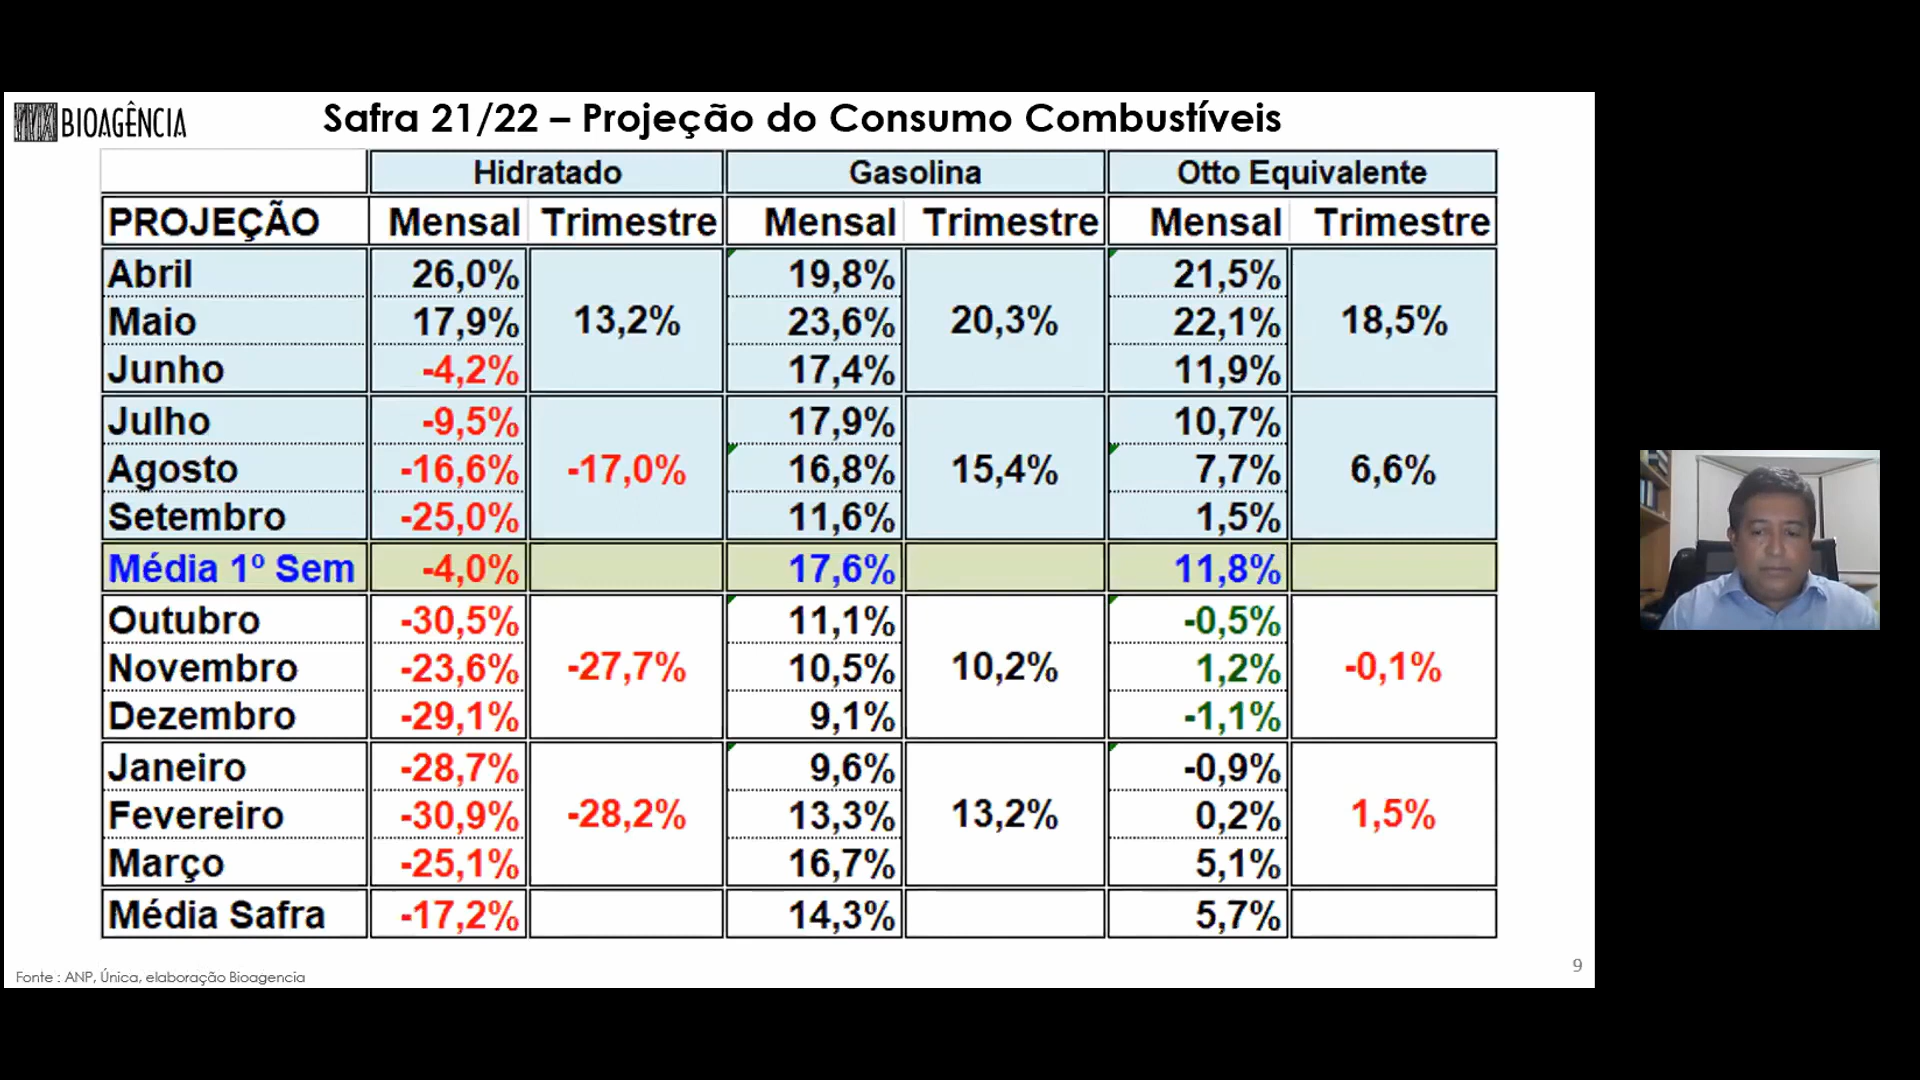 BIOAGÊNCIA
Safra 21/22 – Projeção do Consumo Combustíveis
Hidratado Gasolina Otto Equivalente
PROJEÇÃO Mensal Trimestre Mensal Trimestre Mensal Trimestre
Abril 26,0% 19,8% 21,5%
Maio 17,9% 13,2% 23,6% 20,3% 22,1% 18,5%
Junho -4,2% 17,4% 11,9%
Julho -9,5% 17,9% 10,7%
Agosto -16,6% -17,0% 16,8% 15,4% 7,7% 6,6%
Setembro -25,0% 11,6% 1,5%
Média 1º Sem -4,0% 17,6% 11,8%
Outubro -30,5% 11,1% -0,5%
Novembro -23,6% -27,7% 10,5% 10,2% 1,2% -0,1%
Dezembro -29,1% 9,1% -1,1%
Janeiro -28,7% 9,6% -0,9%
Fevereiro -30,9% -28,2% 13,3% 13,2% 0,2% 1,5%
Março -25,1% 16,7% 5,1%
Média Safra -17,2% 14,3% 5,7%
Fonte : ANP, Única, elaboração Bioagencia
9